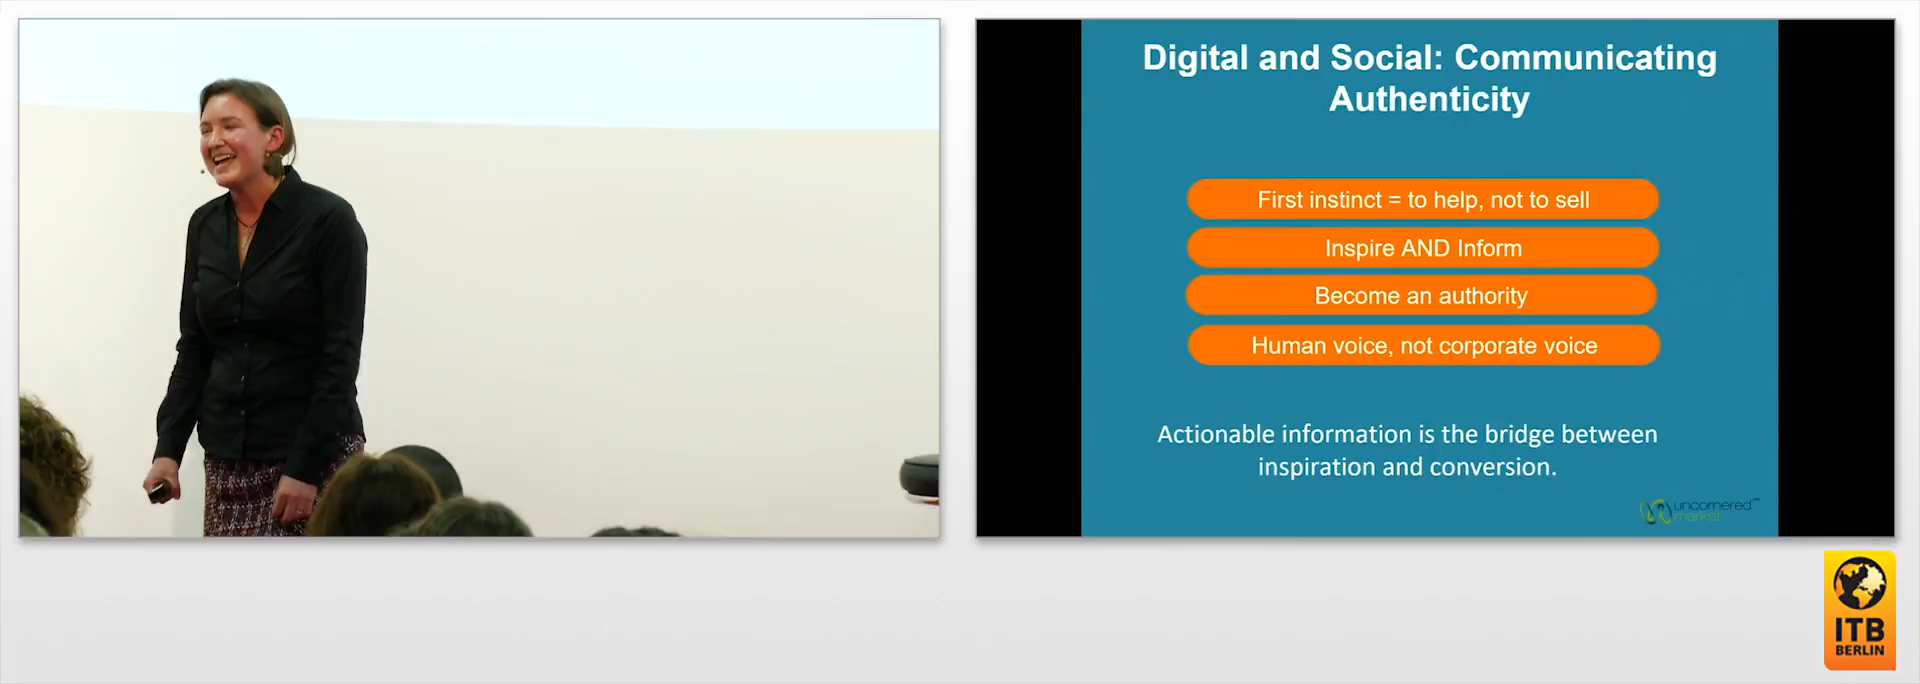 Digital and Social: Communicating
Authenticity
First instinct = to help, not to sell
Inspire AND Inform
Become an authority
Human voice, not corporate voice
Actionable information is the bridge between
inspiration and conversion.
uncornered
market
ITB
BERLIN